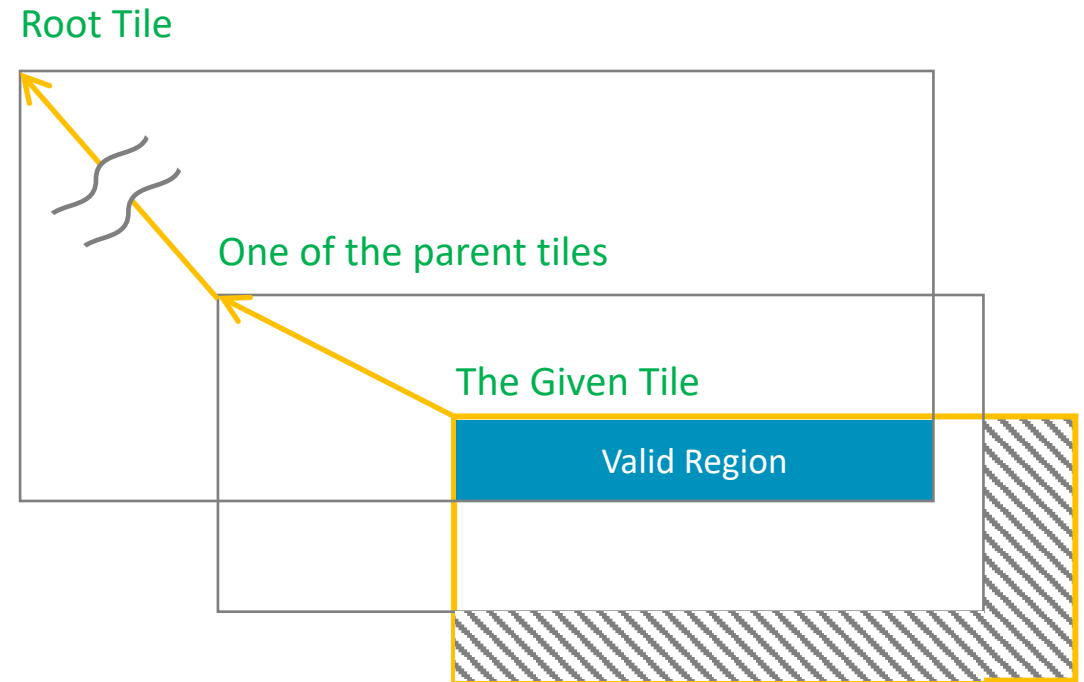 Root Tile
One of the parent tiles
The Given Tile
Valid Region